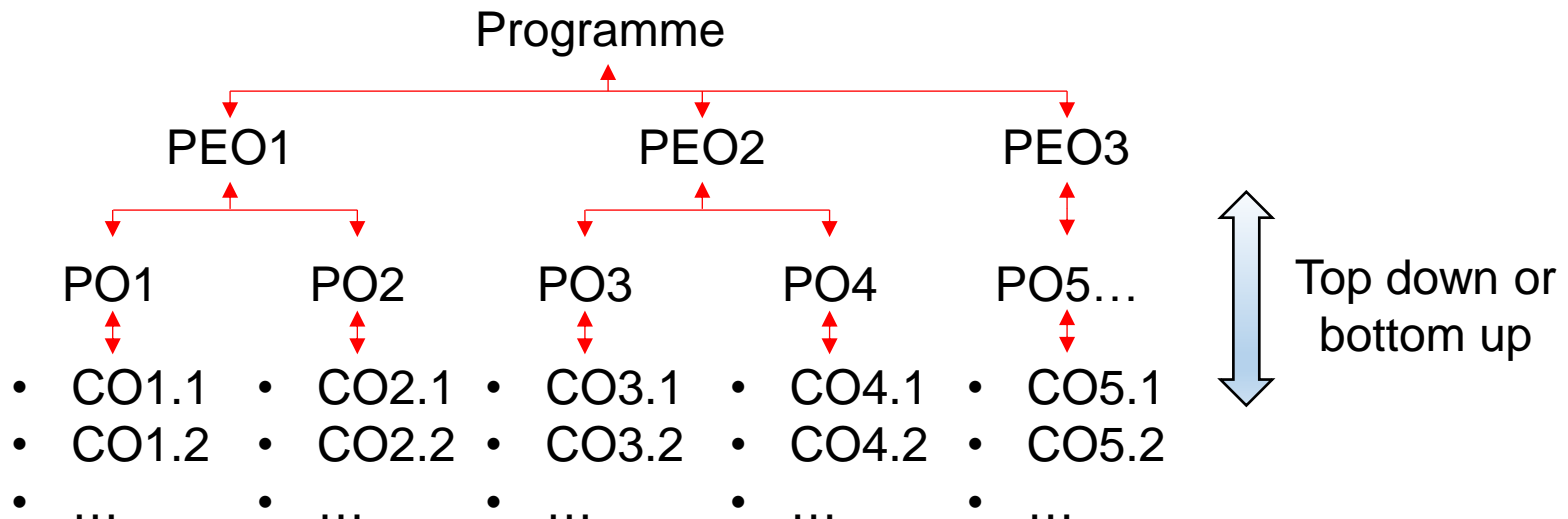 Programme
PEO1 PEO2 PEO3
PO1 PO2 PO3 PO4 PO5…
Top down or
bottom up
• CO1.1 • CO2.1 • CO3.1 • CO4.1 • CO5.1
• CO1.2 • CO2.2 • CO3.2 • CO4.2 • CO5.2
• … • … • … • … • …